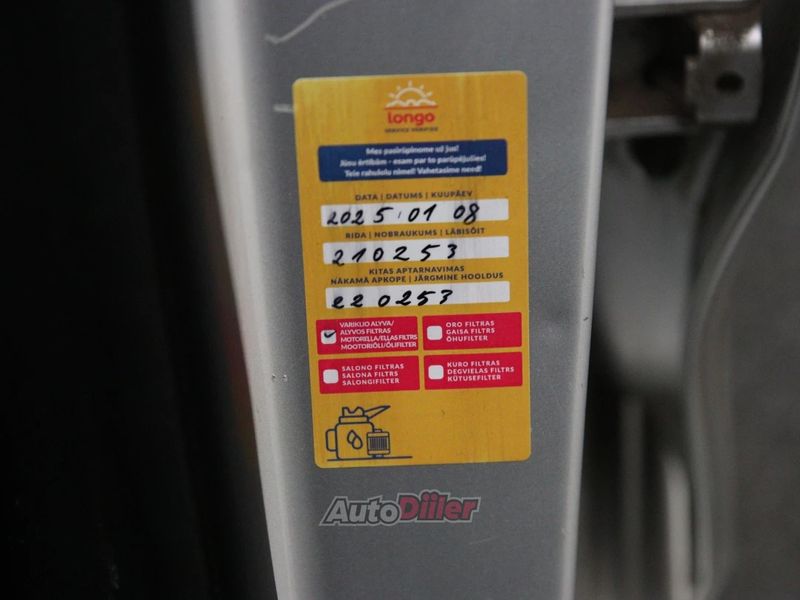 longo
SERVICE VERIFIED
Mes pasirūpinome už jus!
Jūsu ērtībām - esam par to parūpējušies!
Teie rahulolu nimel! Vahetasime need!
DATA | DATUMS | KUUPÄEV
2025 01 08
RIDA | NOBRAUKUMS | LÄBISÕIT
210253
KITAS APTARNAVIMAS
NĀKAMĀ APKOPE | JÄRGMINE HOOLDUS
220253
VARIKLIO ALYVA/
ALYVOS FILTRAS
MOTOREĻĻA/EĻĻAS FILTRS
MOOTORIÕLI/ÕLIFILTER
ORO FILTRAS
GAISA FILTRS
ÕHUFILTER
SALONO FILTRAS
SALONA FILTRS
SALONGIFILTER
KURO FILTRAS
DEGVIELAS FILTRS
KÜTUSEFILTER
AutoDiiler